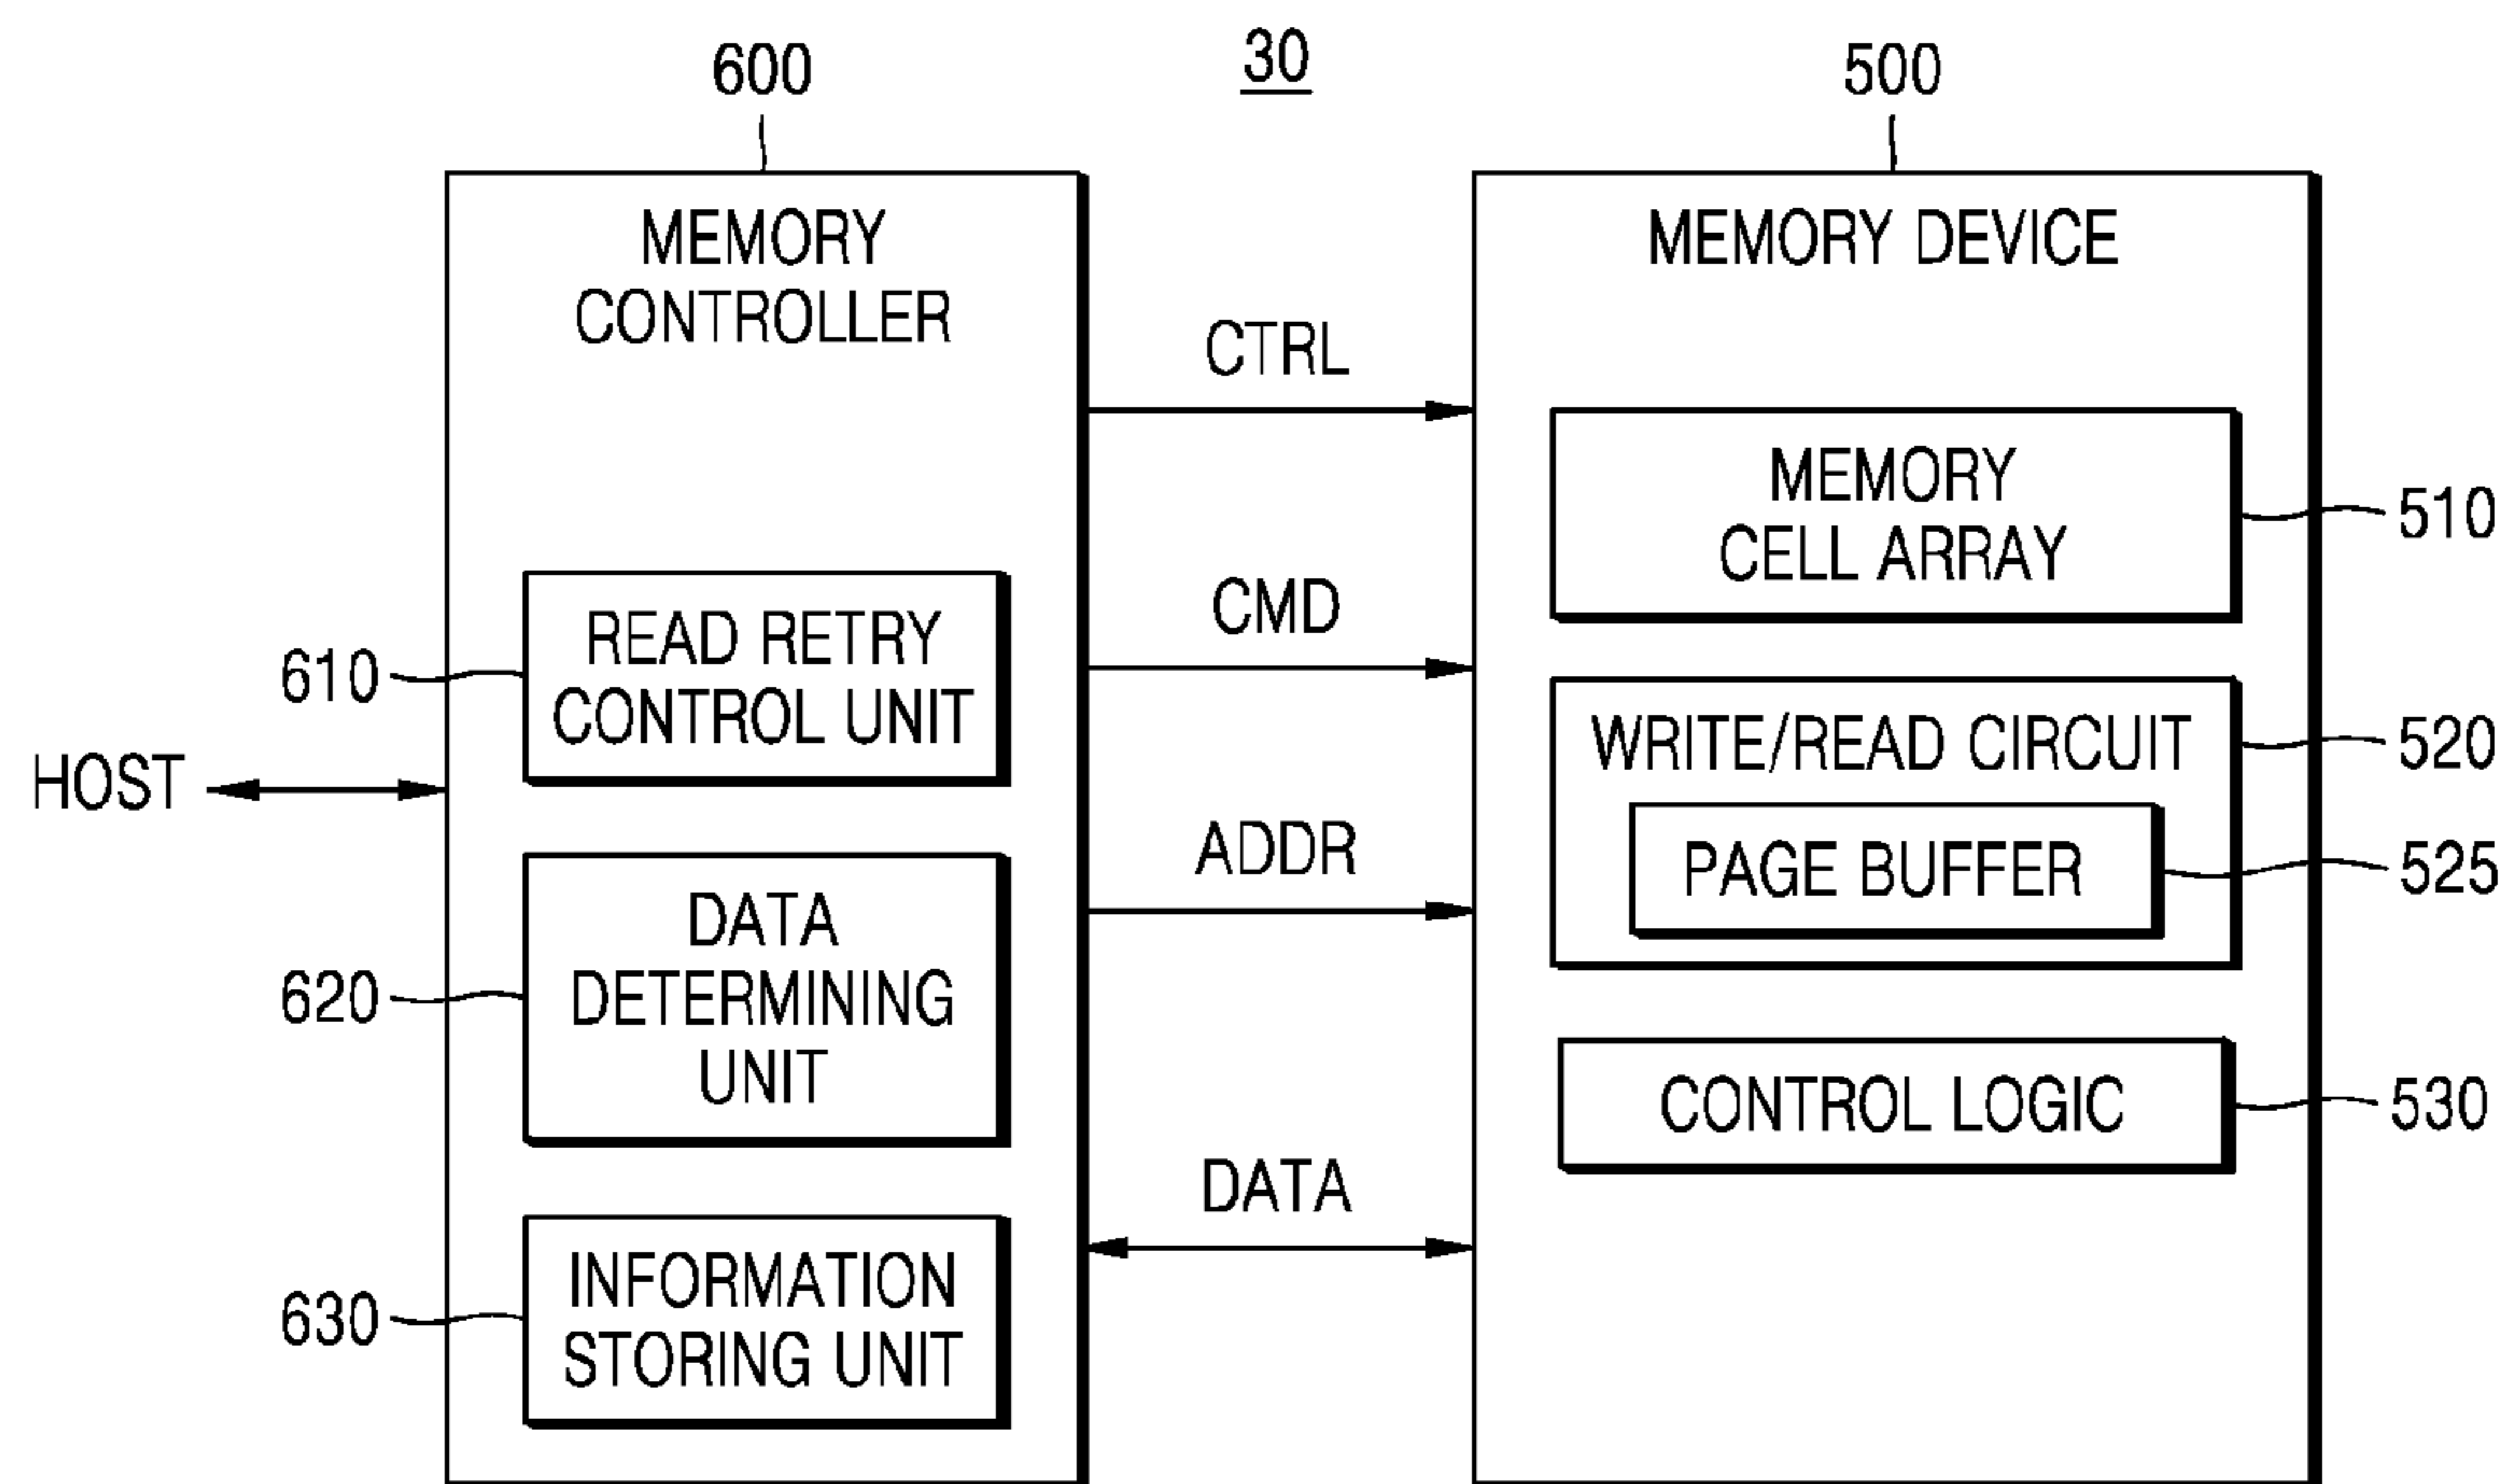 30
600
500
MEMORY
CONTROLLER
MEMORY DEVICE
CTRL
MEMORY
CELL ARRAY
510
CMD
READ RETRY
CONTROL UNIT
610
WRITE/READ CIRCUIT
520
HOST
ADDR
PAGE BUFFER
525
DATA
DETERMINING
UNIT
620
CONTROL LOGIC
530
DATA
INFORMATION
STORING UNIT
630